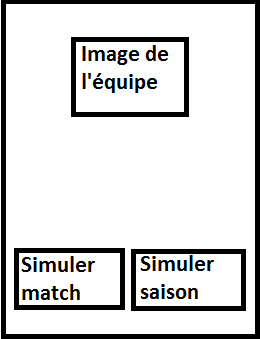 Image de
l'équipe
Simuler
match
Simuler
saison